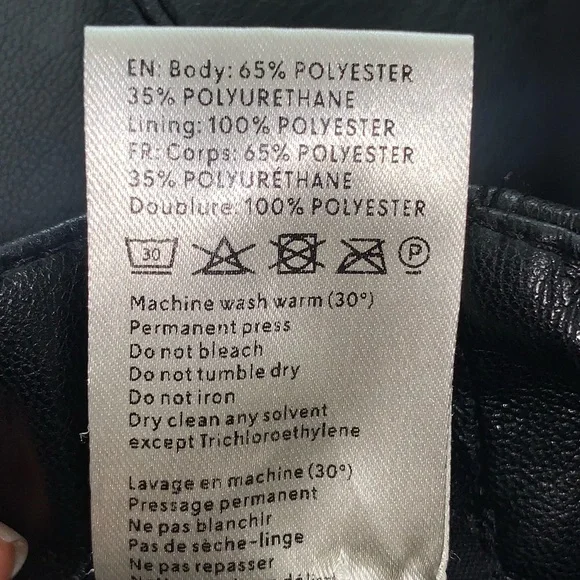 EN: Body: 65% POLYESTER
35% POLYURETHANE
Lining: 100% POLYESTER
FR: Corps: 65% POLYESTER
35% POLYURETHANE
Doublure: 100% POLYESTER
30 P
Machine wash warm (30°)
Permanent press
Do not bleach
Do not tumble dry
Do not iron
Dry clean any solvent
except Trichloroethylene
Lavage en machine (30°)
Pressage permanent
Ne pas blanchir
Pas de sèche-linge
Ne pas repasser